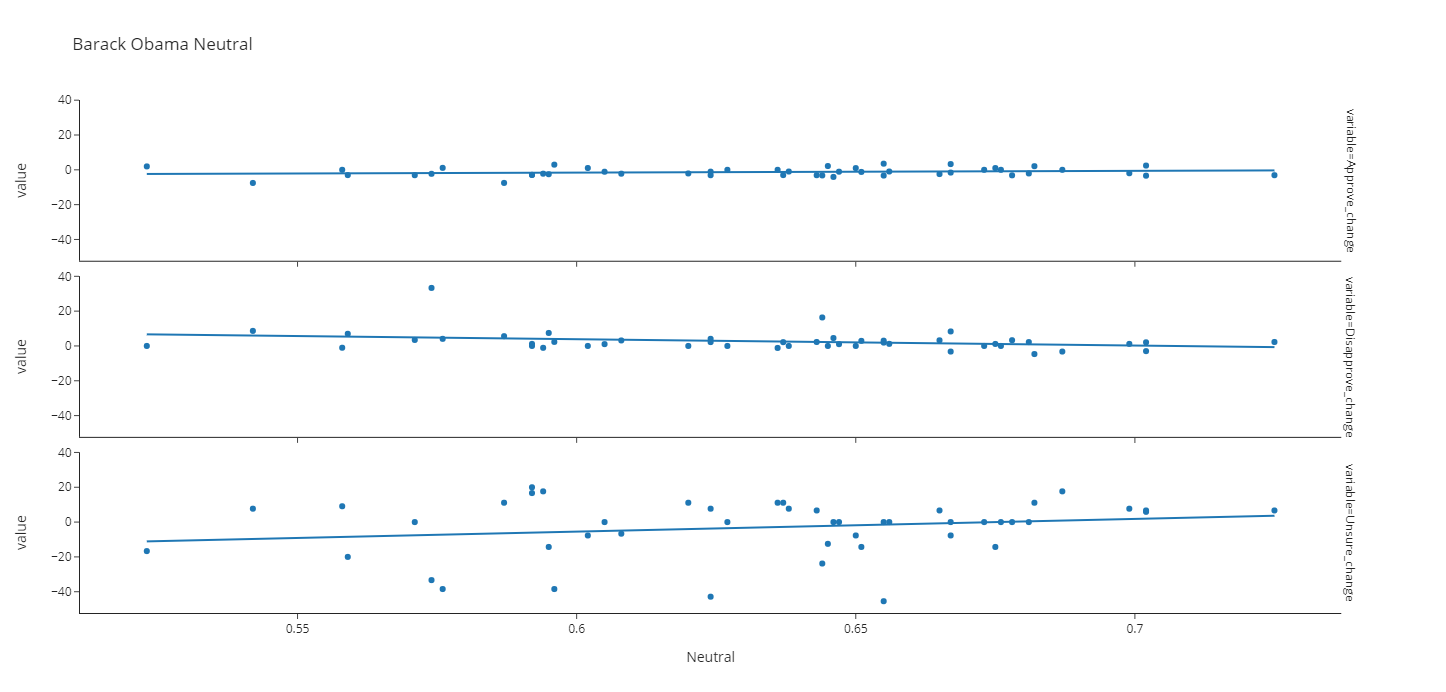 Barack Obama Neutral
40
20
0
−20
−40
value
variable=Approve_change
40
20
0
−20
−40
value
variable=Disapprove_change
40
20
0
−20
−40
value
variable=Unsure_change
0.55
0.6
0.65
0.7
Neutral